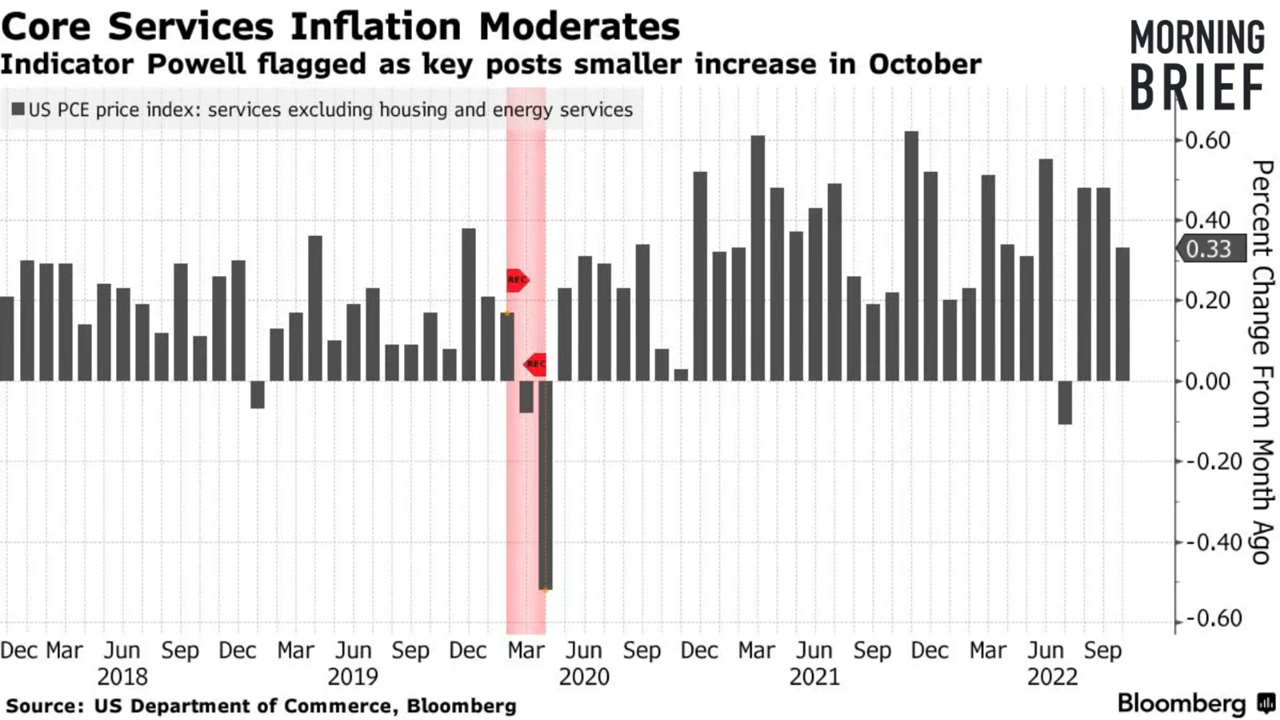 Core Services Inflation Moderates
Indicator Powell flagged as key posts smaller increase in October
MORNING
BRIEF
US PCE price index: services excluding housing and energy services
0.60
0.40
0.33
0.20
0.00
-0.20
-0.40
-0.60
Percent Change From Month Ago
REC
REC
Dec Mar Jun Sep Dec Mar Jun Sep Dec Mar Jun Sep Dec Mar Jun Sep Dec Mar Jun Sep
2018 2019 2020 2021 2022
Source: US Department of Commerce, Bloomberg
Bloomberg